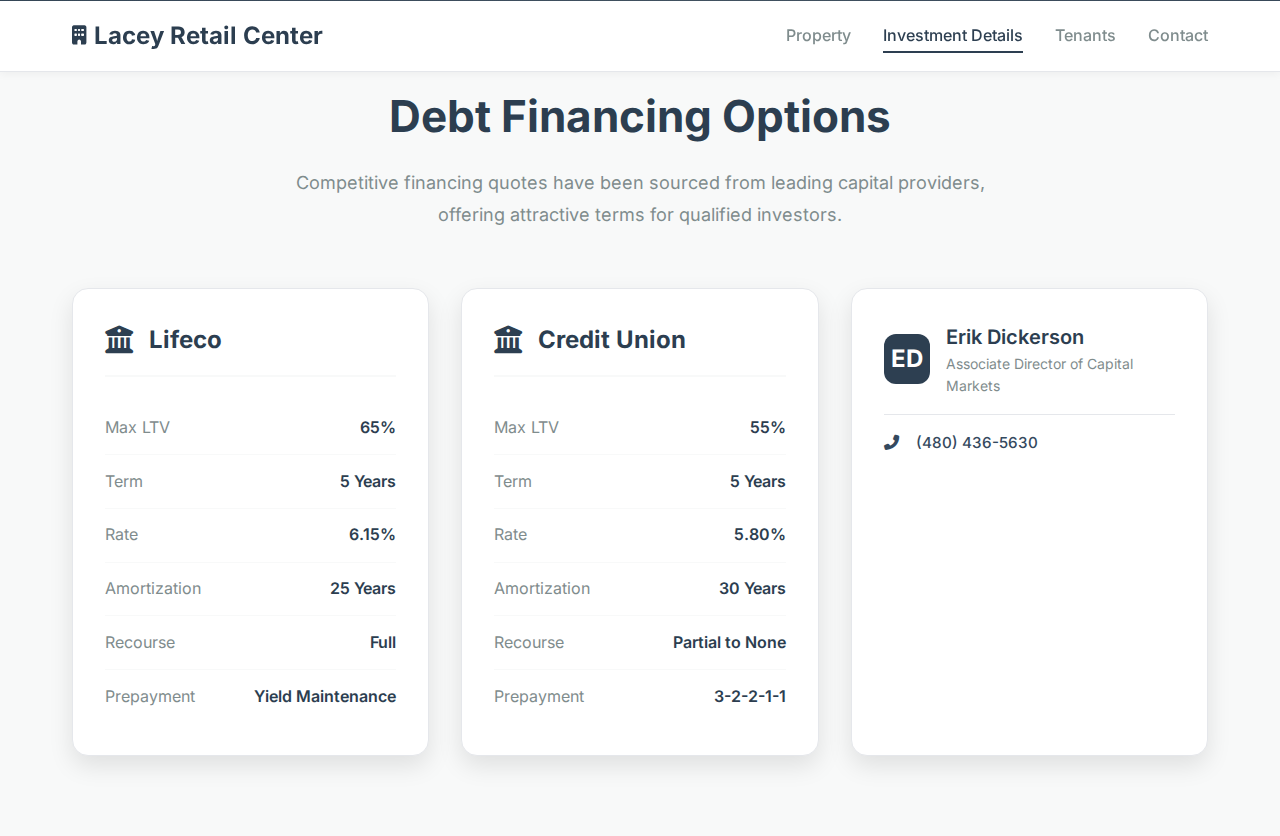 Lacey Retail Center
Property
Investment Details
Tenants
Contact
Debt Financing Options
Competitive financing quotes have been sourced from leading capital providers,
offering attractive terms for qualified investors.
Lifeco
Max LTV 65%
Term 5 Years
Rate 6.15%
Amortization 25 Years
Recourse Full
Prepayment Yield Maintenance
Credit Union
Max LTV 55%
Term 5 Years
Rate 5.80%
Amortization 30 Years
Recourse Partial to None
Prepayment 3-2-2-1-1
ED
Erik Dickerson
Associate Director of Capital
Markets
(480) 436-5630